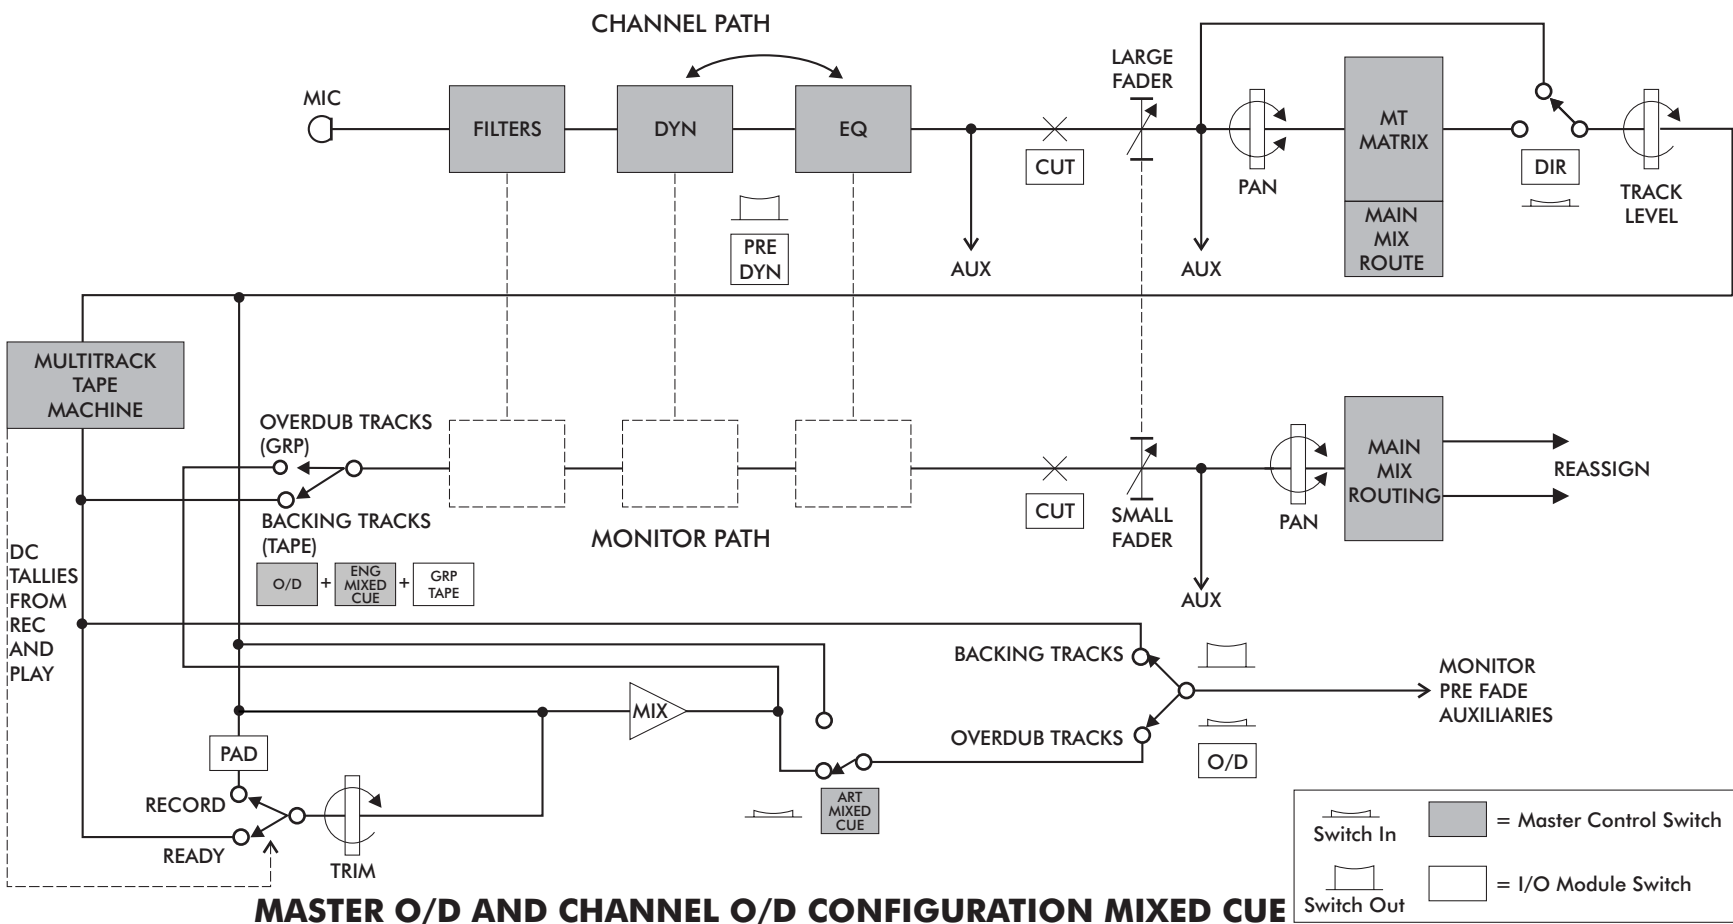 CHANNEL PATH
MIC
FILTERS
DYN
EQ
PRE
DYN
AUX
CUT
LARGE
FADER
AUX
PAN
MT
MATRIX
MAIN
MIX
ROUTE
DIR
TRACK
LEVEL
MULTITRACK
TAPE
MACHINE
OVERDUB TRACKS
(GRP)
BACKING TRACKS
(TAPE)
O/D + ENG MIXED CUE + GRP TAPE
MONITOR PATH
CUT
SMALL
FADER
AUX
PAN
MAIN
MIX
ROUTING
REASSIGN
DC
TALLIES
FROM
REC
AND
PLAY
BACKING TRACKS
MONITOR
PRE FADE
AUXILIARIES
MIX
OVERDUB TRACKS
O/D
PAD
RECORD
READY
TRIM
ART
MIXED
CUE
Switch In
= Master Control Switch
Switch Out
= I/O Module Switch
MASTER O/D AND CHANNEL O/D CONFIGURATION MIXED CUE